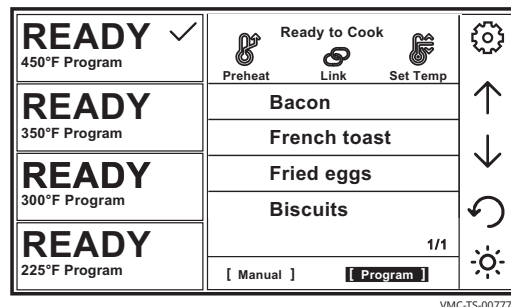 READY
450°F Program
READY
350°F Program
READY
300°F Program
READY
225°F Program
Ready to Cook
Preheat Link Set Temp
Bacon
French toast
Fried eggs
Biscuits
1/1
[ Manual ] [ Program ]
VMC-TS-00777